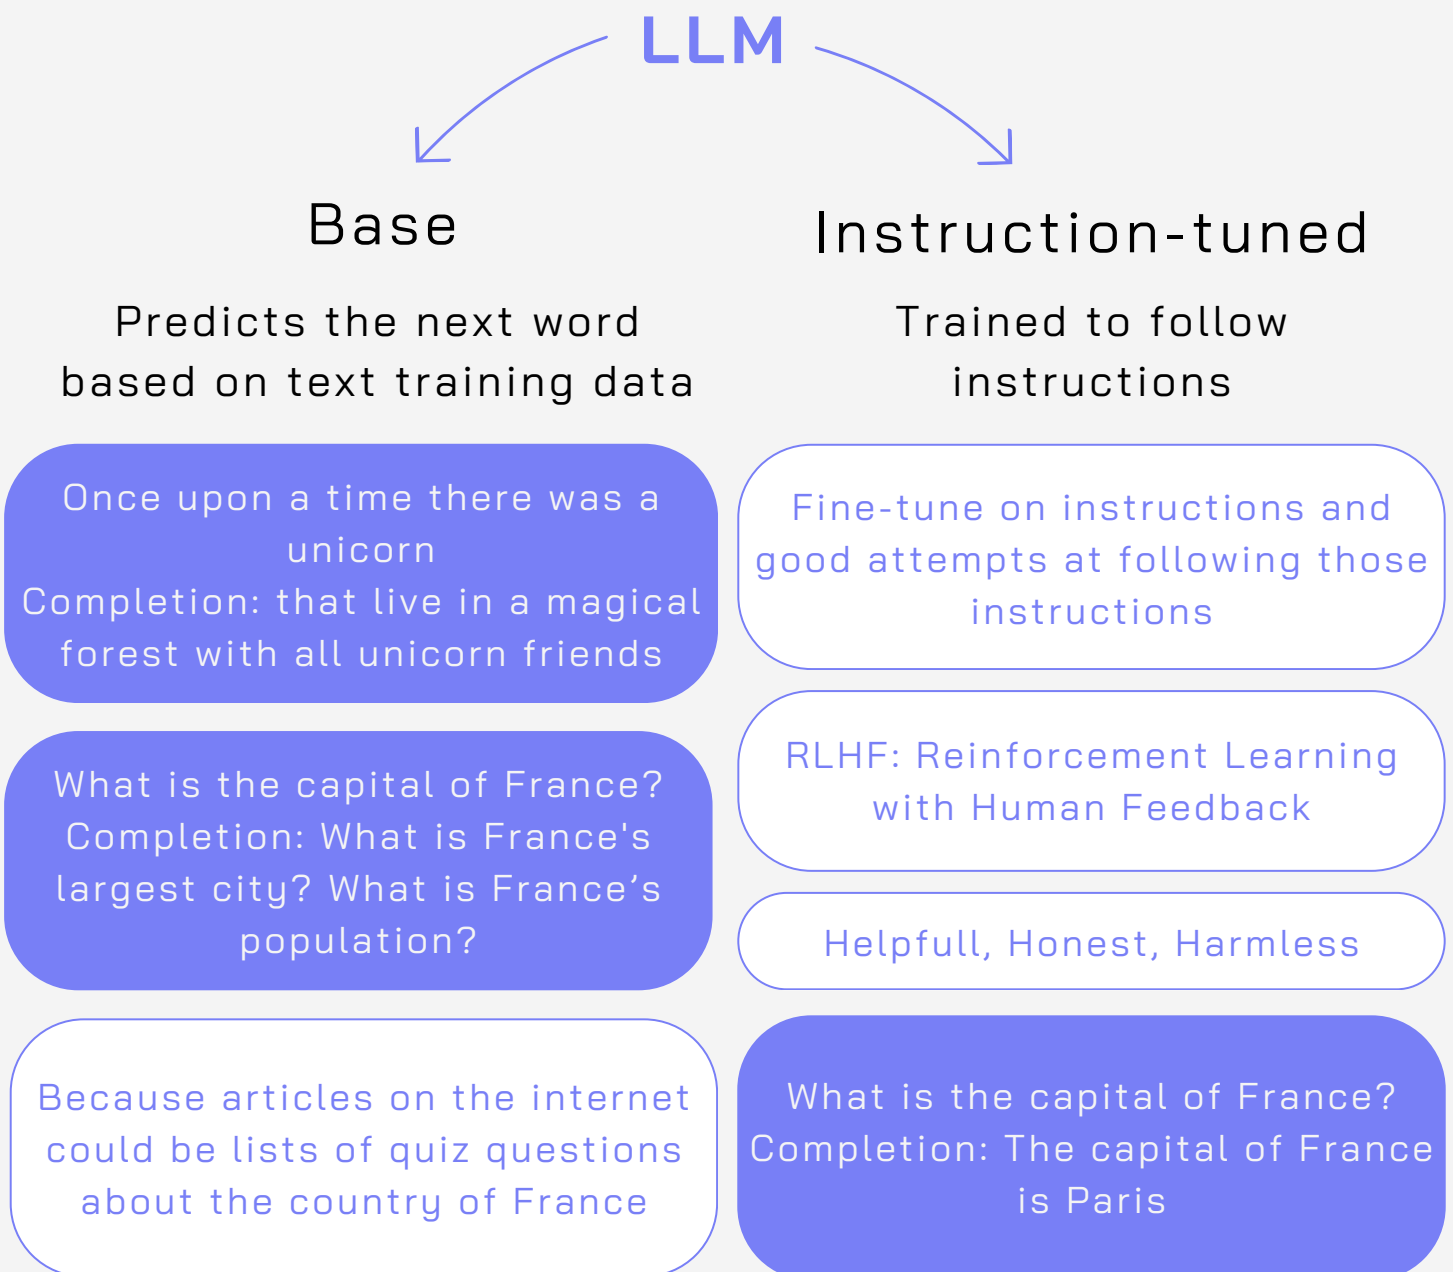 LLM
Base
Predicts the next word
based on text training data
Once upon a time there was a
unicorn
Completion: that live in a magical
forest with all unicorn friends
What is the capital of France?
Completion: What is France's
largest city? What is France’s
population?
Because articles on the internet
could be lists of quiz questions
about the country of France
Instruction-tuned
Trained to follow
instructions
Fine-tune on instructions and
good attempts at following those
instructions
RLHF: Reinforcement Learning
with Human Feedback
Helpfull, Honest, Harmless
What is the capital of France?
Completion: The capital of France
is Paris